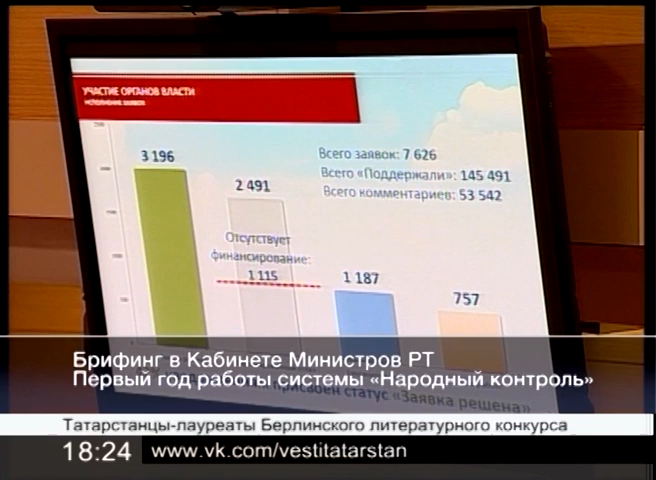 УЧАСТИЕ ОРГАНОВ ВЛАСТИ
ИСПОЛНЕНИЕ ЗАЯВОК
3 196
2 491
Всего заявок: 7 626
Всего «Поддержали»: 145 491
Всего комментариев: 53 542
Отсутствует
финансирование:
1 115
1 187
757
присвоен статус «Заявка решена»
Брифинг в Кабинете Министров РТ
Первый год работы системы «Народный контроль»
Татарстанцы-лауреаты Берлинского литературного конкурса
18:24 www.vk.com/vestitatarstan